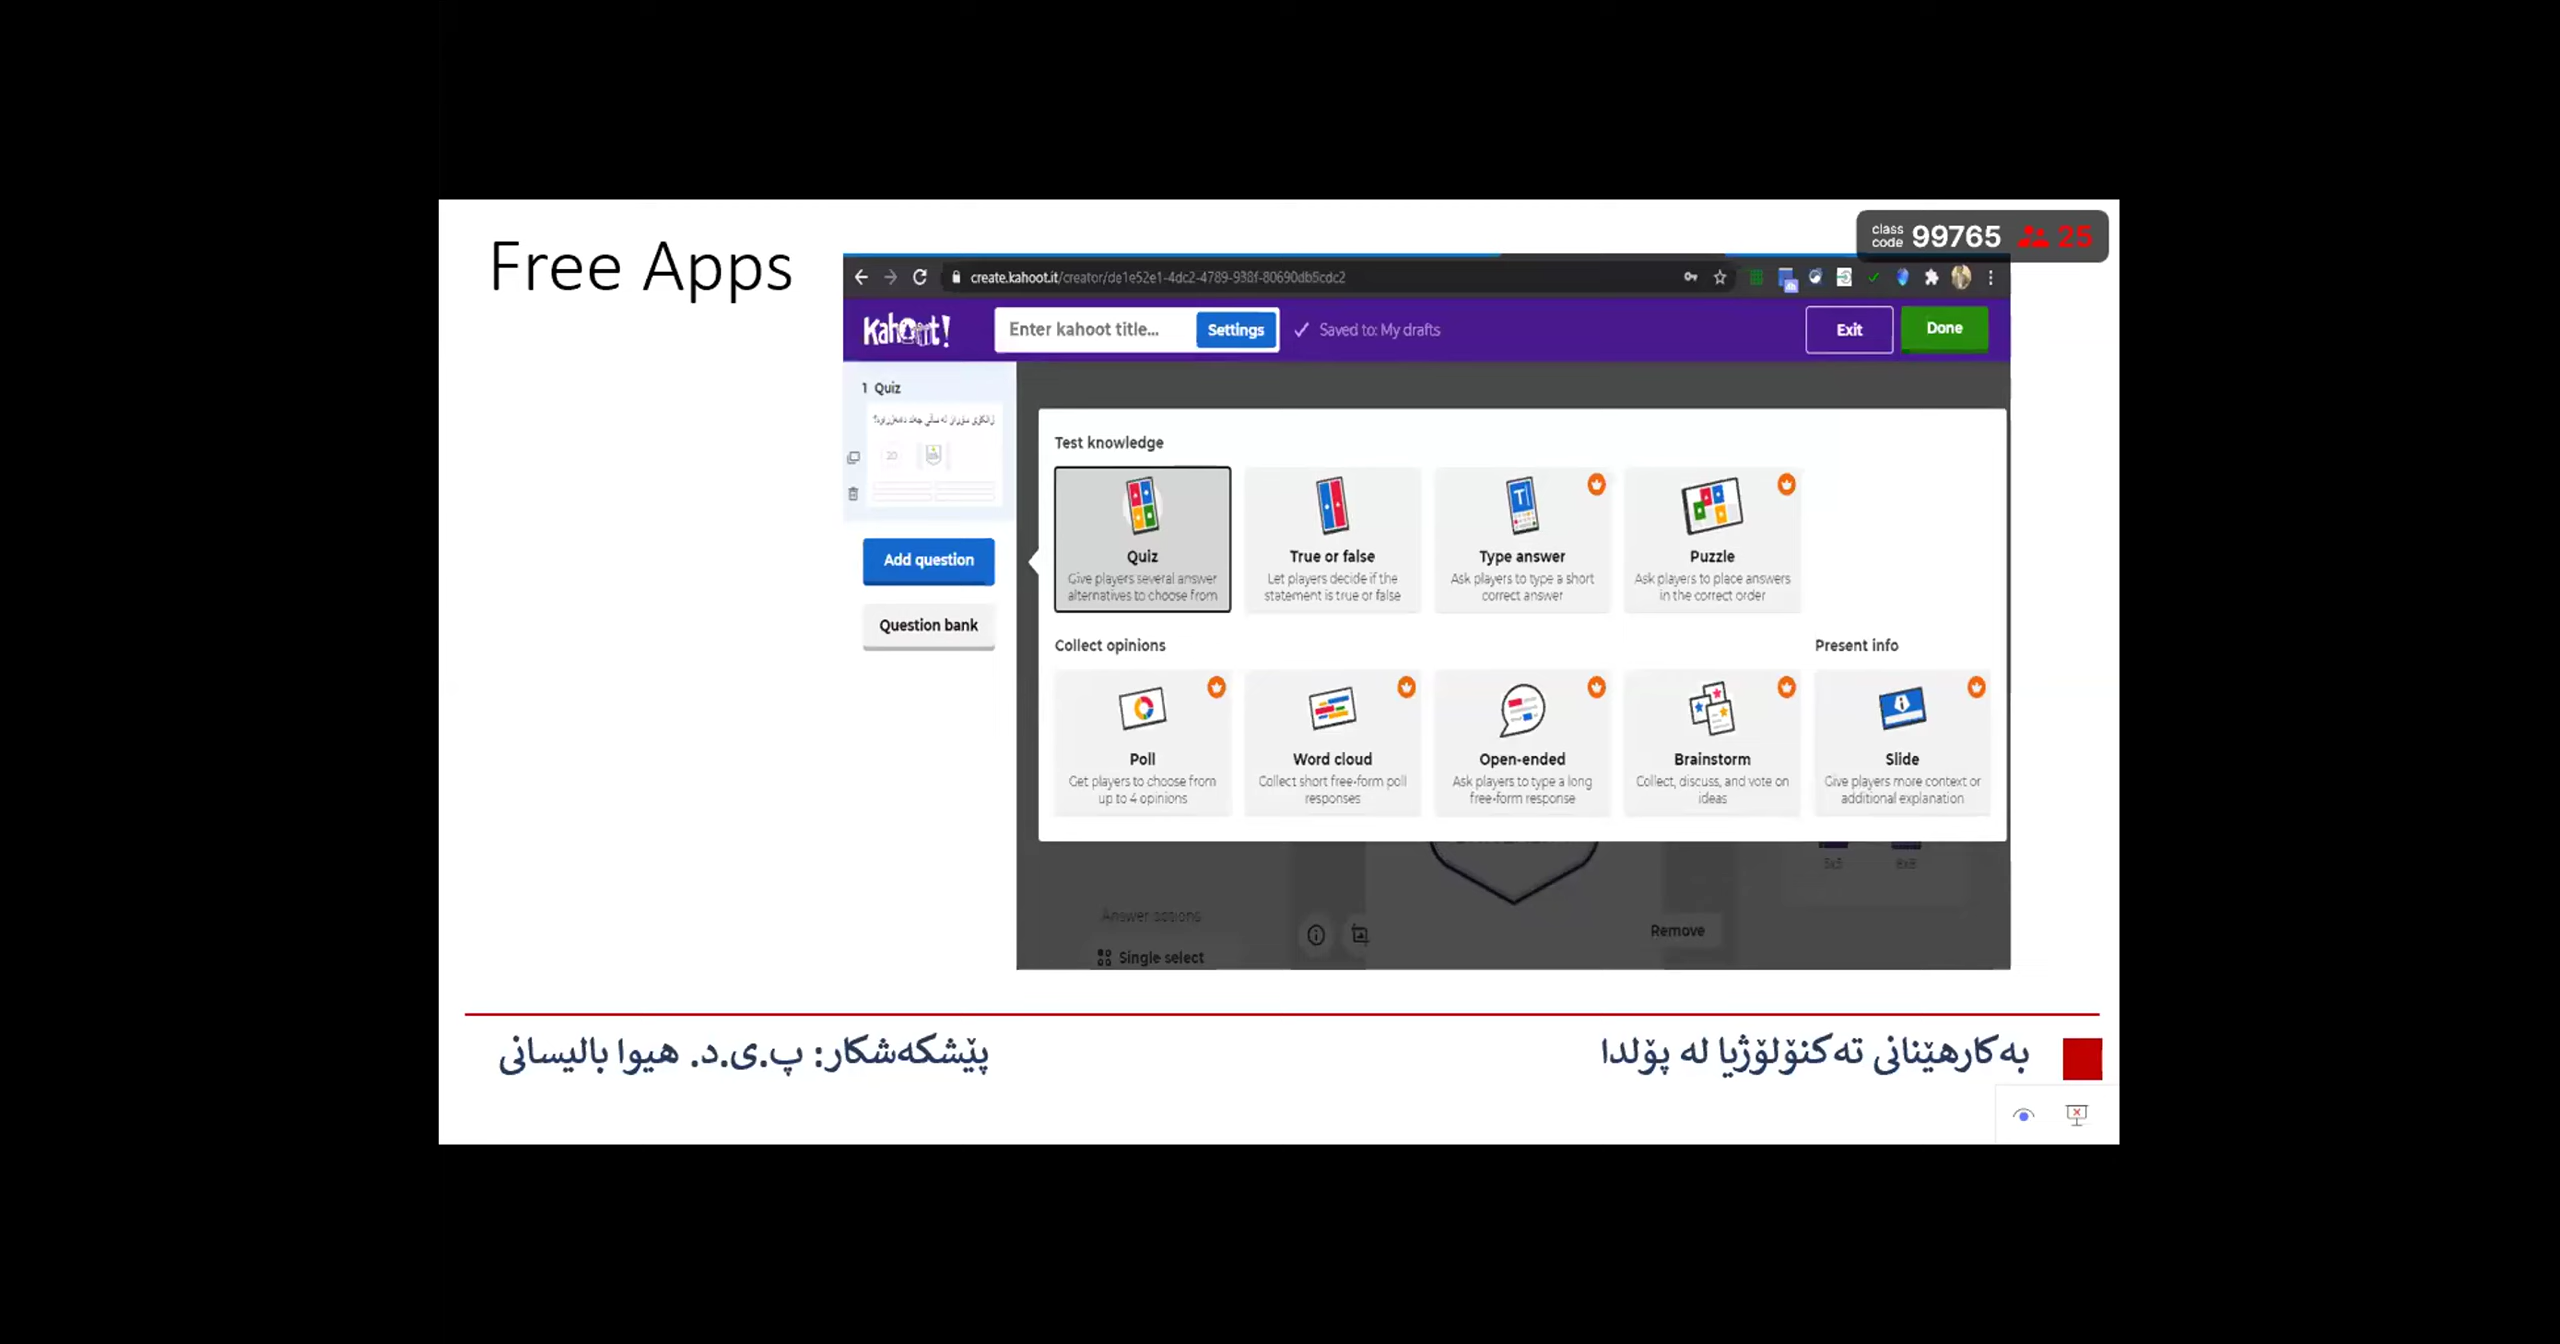 Free Apps
class code 99765 25
create.kahoot.it/creator/de1e52e1-4dc2-4789-938f-80690db5cdc2
Kahoot!
Enter kahoot title...
Settings
Saved to: My drafts
Exit
Done
1 Quiz
20
Add question
Question bank
Test knowledge
Quiz
Give players several answer
alternatives to choose from
True or false
Let players decide if the
statement is true or false
Type answer
Ask players to type a short
correct answer
Puzzle
Ask players to place answers
in the correct order
Collect opinions
Present info
Poll
Get players to choose from
up to 4 opinions
Word cloud
Collect short free-form poll
responses
Open-ended
Ask players to type a long
free-form response
Brainstorm
Collect, discuss, and vote on
ideas
Slide
Give players more context or
additional explanation
Answer options
Single select
Remove
بەکارهێنانی تەکنۆلۆژیا لە پۆلدا
پێشکەشکار: پ.ی.د. هیوا بالیسانی